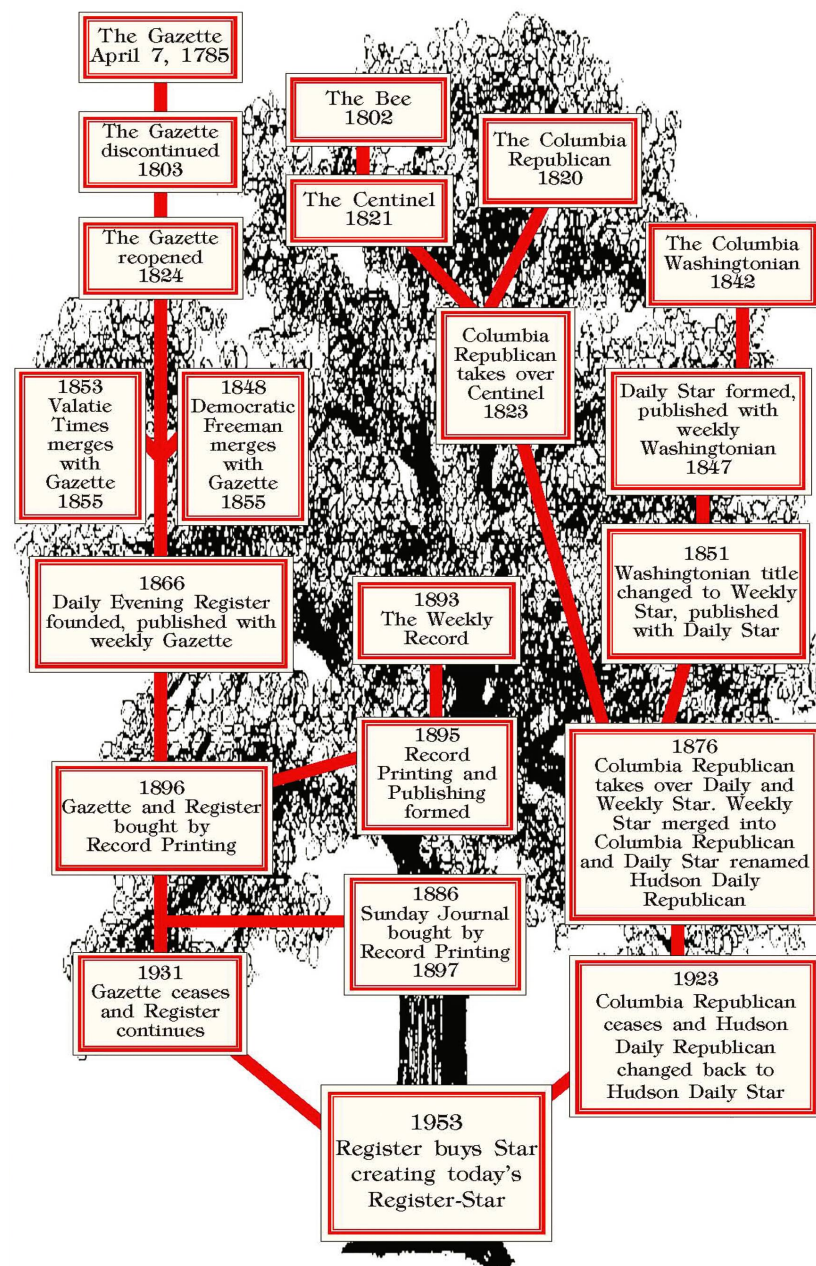 The Gazette
April 7, 1785
The Gazette
discontinued
1803
The Gazette
reopened
1824
The Bee
1802
The Centinel
1821
The Columbia
Republican
1820
The Columbia
Washingtonian
1842
Columbia
Republican
takes over
Centinel
1823
1853
Valatie
Times
merges
with
Gazette
1855
1848
Democratic
Freeman
merges
with
Gazette
1855
Daily Star formed,
published with
weekly
Washingtonian
1847
1851
Washingtonian title
changed to Weekly
Star, published
with Daily Star
1866
Daily Evening Register
founded, published with
weekly Gazette
1893
The Weekly
Record
1895
Record
Printing and
Publishing
formed
1896
Gazette and Register
bought by
Record Printing
1876
Columbia Republican
takes over Daily and
Weekly Star. Weekly
Star merged into
Columbia Republican
and Daily Star renamed
Hudson Daily
Republican
1886
Sunday Journal
bought by
Record Printing
1897
1931
Gazette ceases
and Register
continues
1923
Columbia Republican
ceases and Hudson
Daily Republican
changed back to
Hudson Daily Star
1953
Register buys Star
creating today's
Register-Star